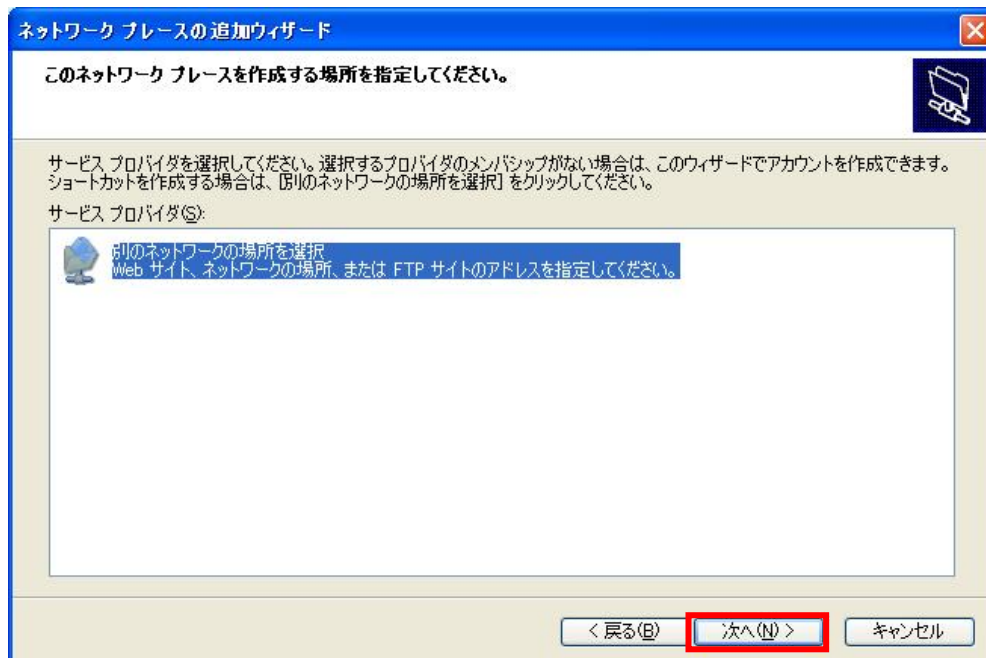 ネットワーク プレースの追加ウィザード
このネットワーク プレースを作成する場所を指定してください。
サービス プロバイダを選択してください。選択するプロバイダのメンバシップがない場合は、このウィザードでアカウントを作成できます。
ショートカットを作成する場合は、[別のネットワークの場所を選択] をクリックしてください。
サービス プロバイダ(S):
別のネットワークの場所を選択
Web サイト、ネットワークの場所、または FTP サイトのアドレスを指定してください。
< 戻る(B)
次へ(N) >
キャンセル